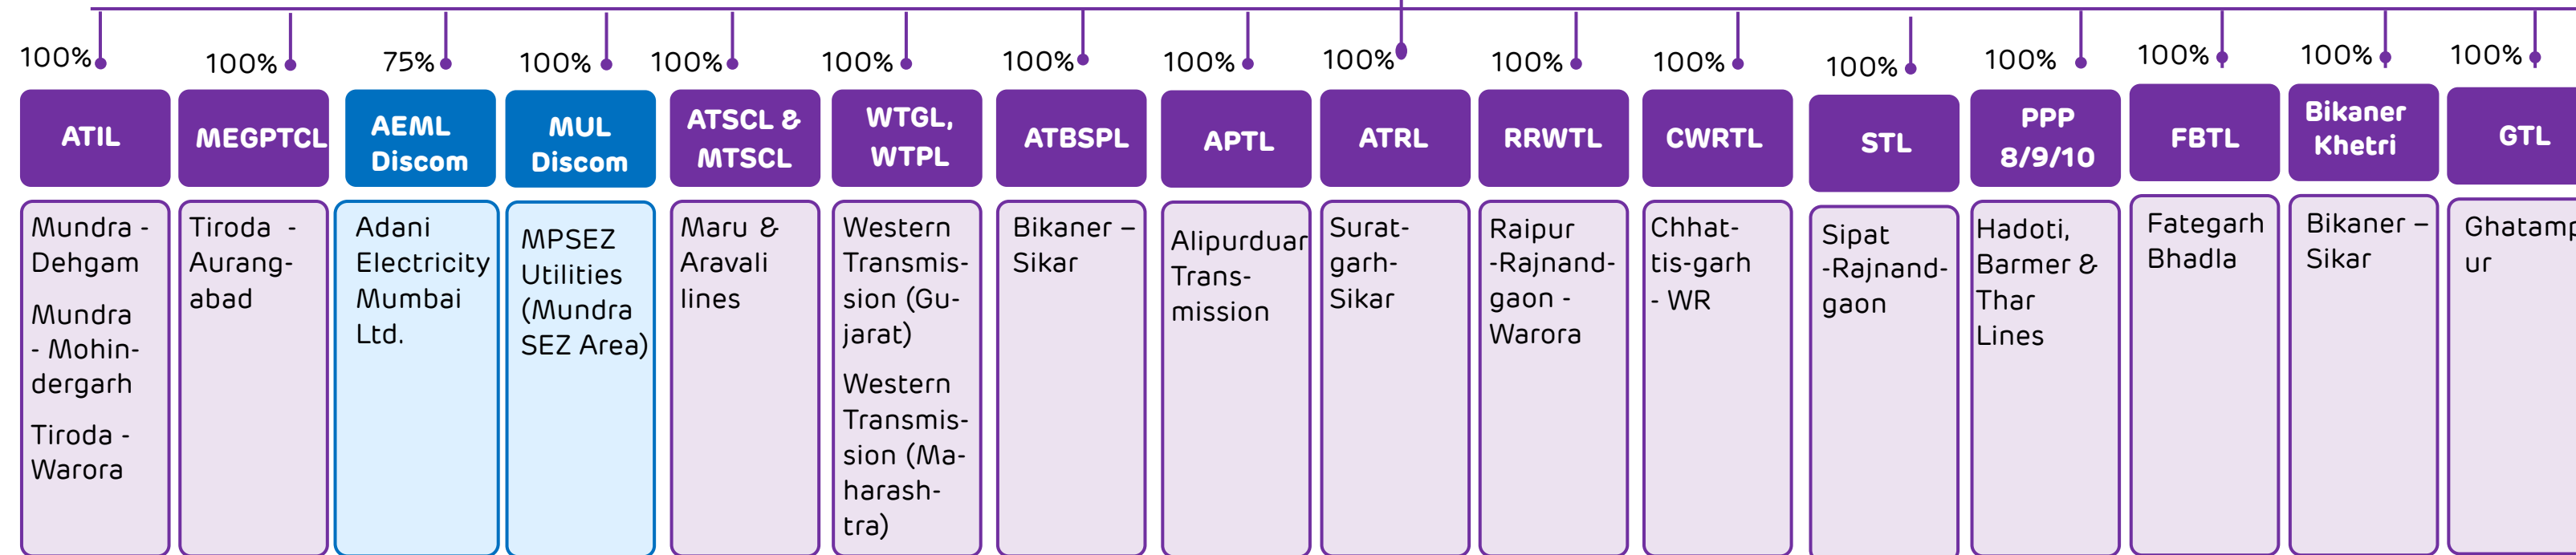 100%
100%
75%
100%
100%
100%
100%
100%
100%
100%
100%
100%
100%
100%
100%
100%
ATIL
MEGPTCL
AEML
Discom
MUL
Discom
ATSCL &
MTSCL
WTGL,
WTPL
ATBSPL
APTL
ATRL
RRWTL
CWRTL
STL
PPP
8/9/10
FBTL
Bikaner
Khetri
GTL
Mundra -
Dehgam
Mundra
- Mohin-
dergarh
Tiroda -
Warora
Tiroda -
Aurang-
abad
Adani
Electricity
Mumbai
Ltd.
MPSEZ
Utilities
(Mundra
SEZ Area)
Maru &
Aravali
lines
Western
Transmis-
sion (Gu-
jarat)
Western
Transmis-
sion (Ma-
harash-
tra)
Bikaner –
Sikar
Alipurduar
Trans-
mission
Surat-
garh-
Sikar
Raipur
-Rajnand-
gaon -
Warora
Chhat-
tis-garh
- WR
Sipat
-Rajnand-
gaon
Hadoti,
Barmer &
Thar
Lines
Fategarh
Bhadla
Bikaner –
Sikar
Ghatamp
ur